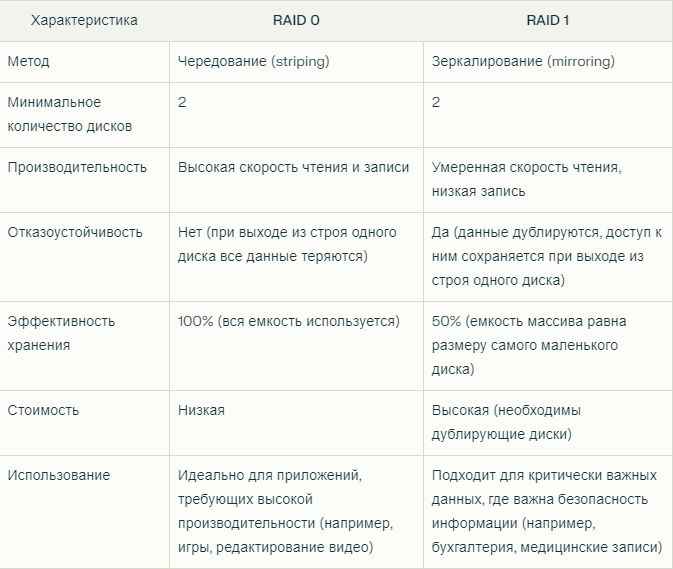 Характеристика
RAID 0
RAID 1
Метод
Чередование (striping)
Зеркалирование (mirroring)
Минимальное
количество дисков
2
2
Производительность
Высокая скорость чтения и записи
Умеренная скорость чтения,
низкая запись
Отказоустойчивость
Нет (при выходе из строя одного
диска все данные теряются)
Да (данные дублируются, доступ к
ним сохраняется при выходе из
строя одного диска)
Эффективность
хранения
100% (вся емкость используется)
50% (емкость массива равна
размеру самого маленького
диска)
Стоимость
Низкая
Высокая (необходимы
дублирующие диски)
Использование
Идеально для приложений,
требующих высокой
производительности (например,
игры, редактирование видео)
Подходит для критически важных
данных, где важна безопасность
информации (например,
бухгалтерия, медицинские записи)